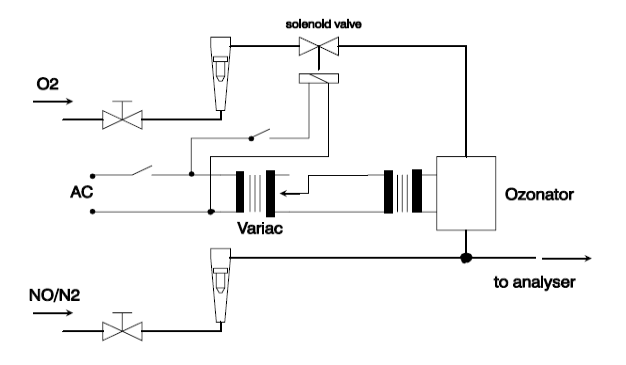 solenoid valve
O2
AC
Ozonator
Variac
to analyser
NO/N2